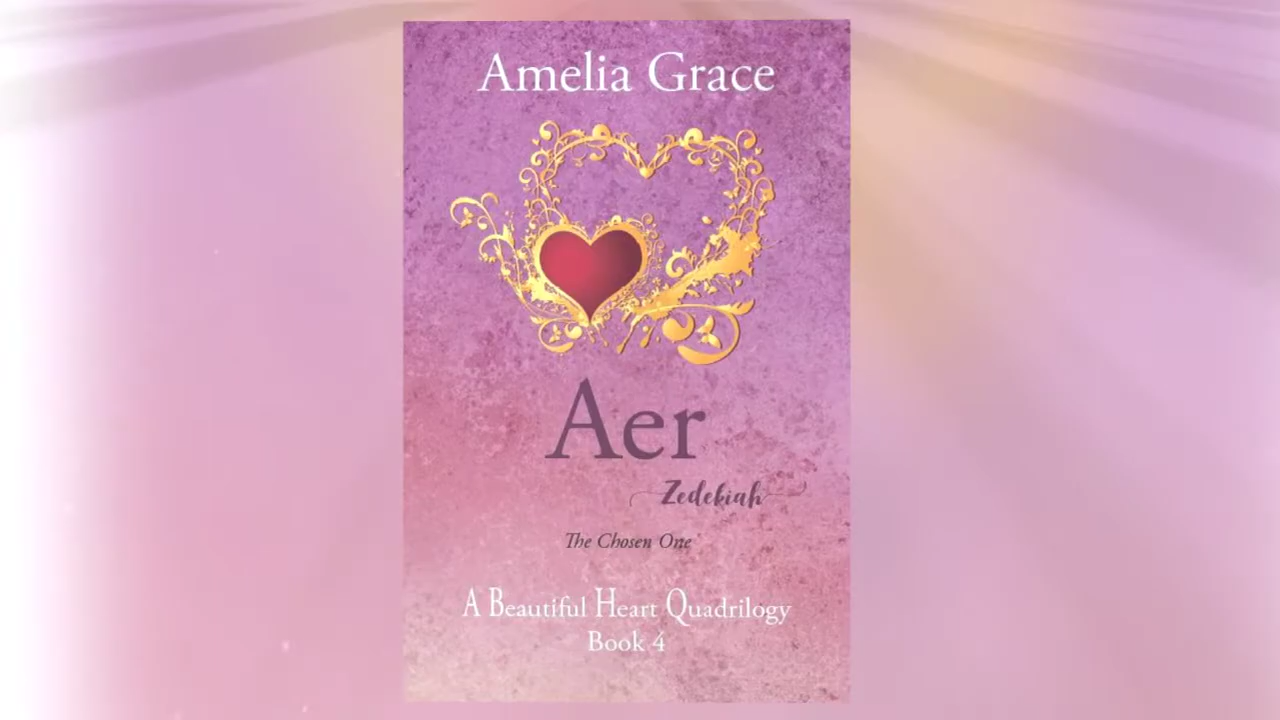 Amelia Grace
Aer
Zedekiah
The Chosen One
A Beautiful Heart Quadrilogy
Book 4